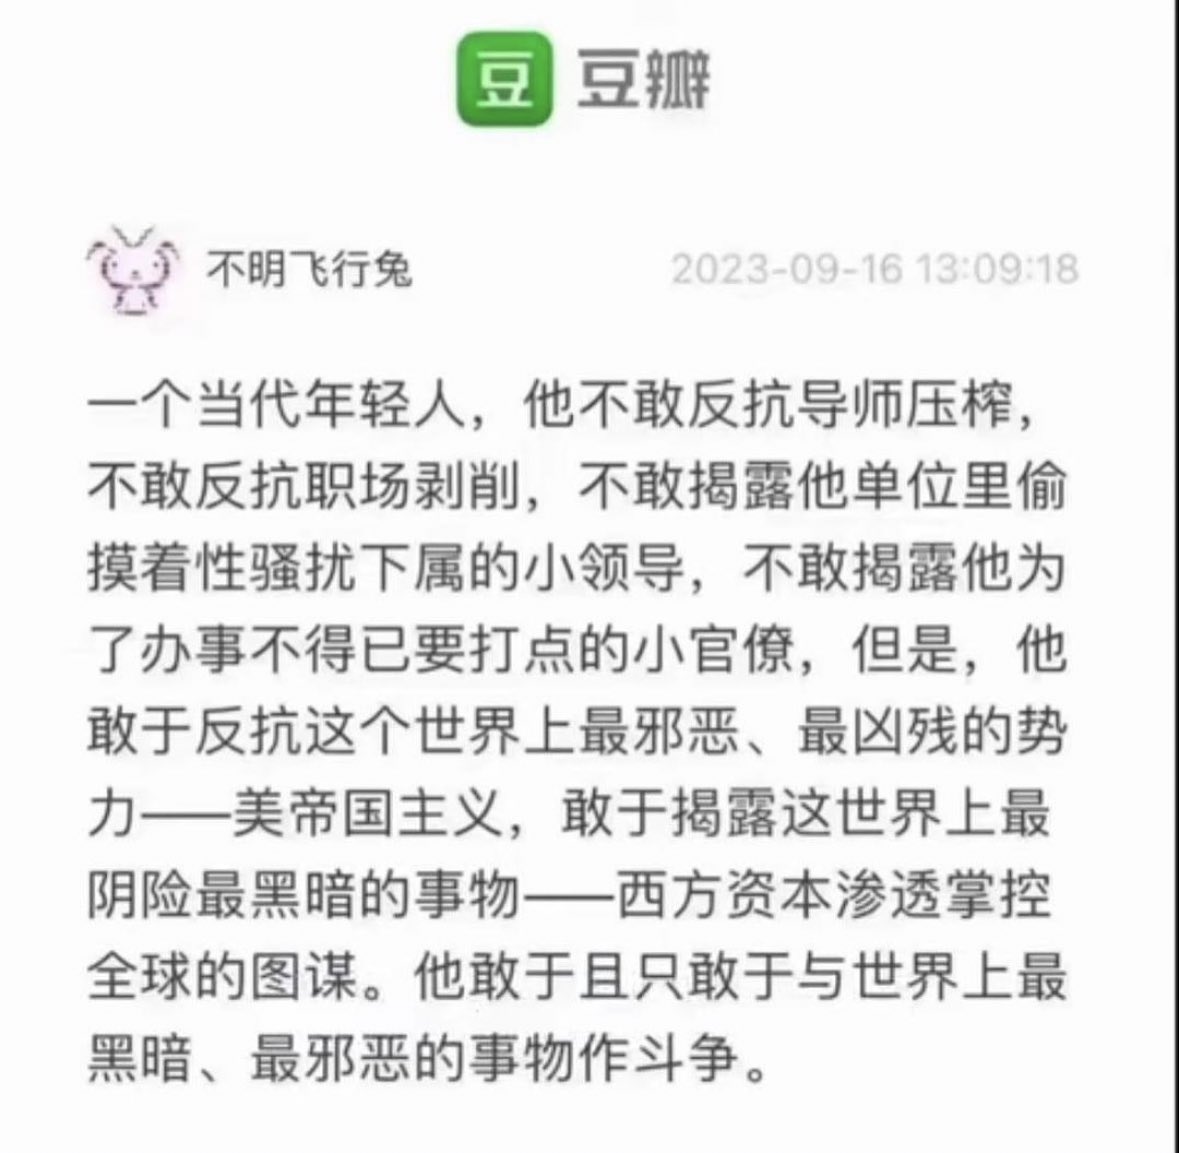 豆 豆瓣
不明飞行兔 2023-09-16 13:09:18
一个当代年轻人，他不敢反抗导师压榨，
不敢反抗职场剥削，不敢揭露他单位里偷
摸着性骚扰下属的小领导，不敢揭露他为
了办事不得已要打点的小官僚，但是，他
敢于反抗这个世界上最邪恶、最凶残的势
力——美帝国主义，敢于揭露这世界上最
阴险最黑暗的事物——西方资本渗透掌控
全球的图谋。他敢于且只敢于与世界上最
黑暗、最邪恶的事物作斗争。